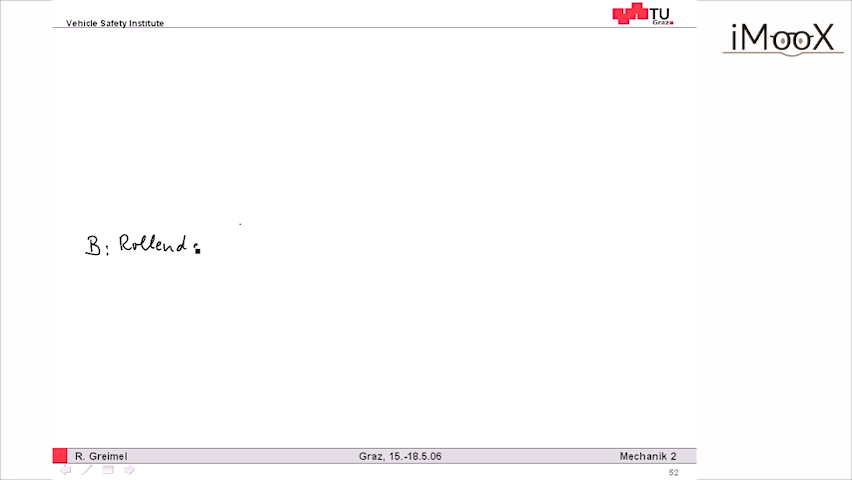 Vehicle Safety Institute
TU
Graz
iMooX
B: Rollend
R. Greimel
Graz, 15.-18.5.06
Mechanik 2
52